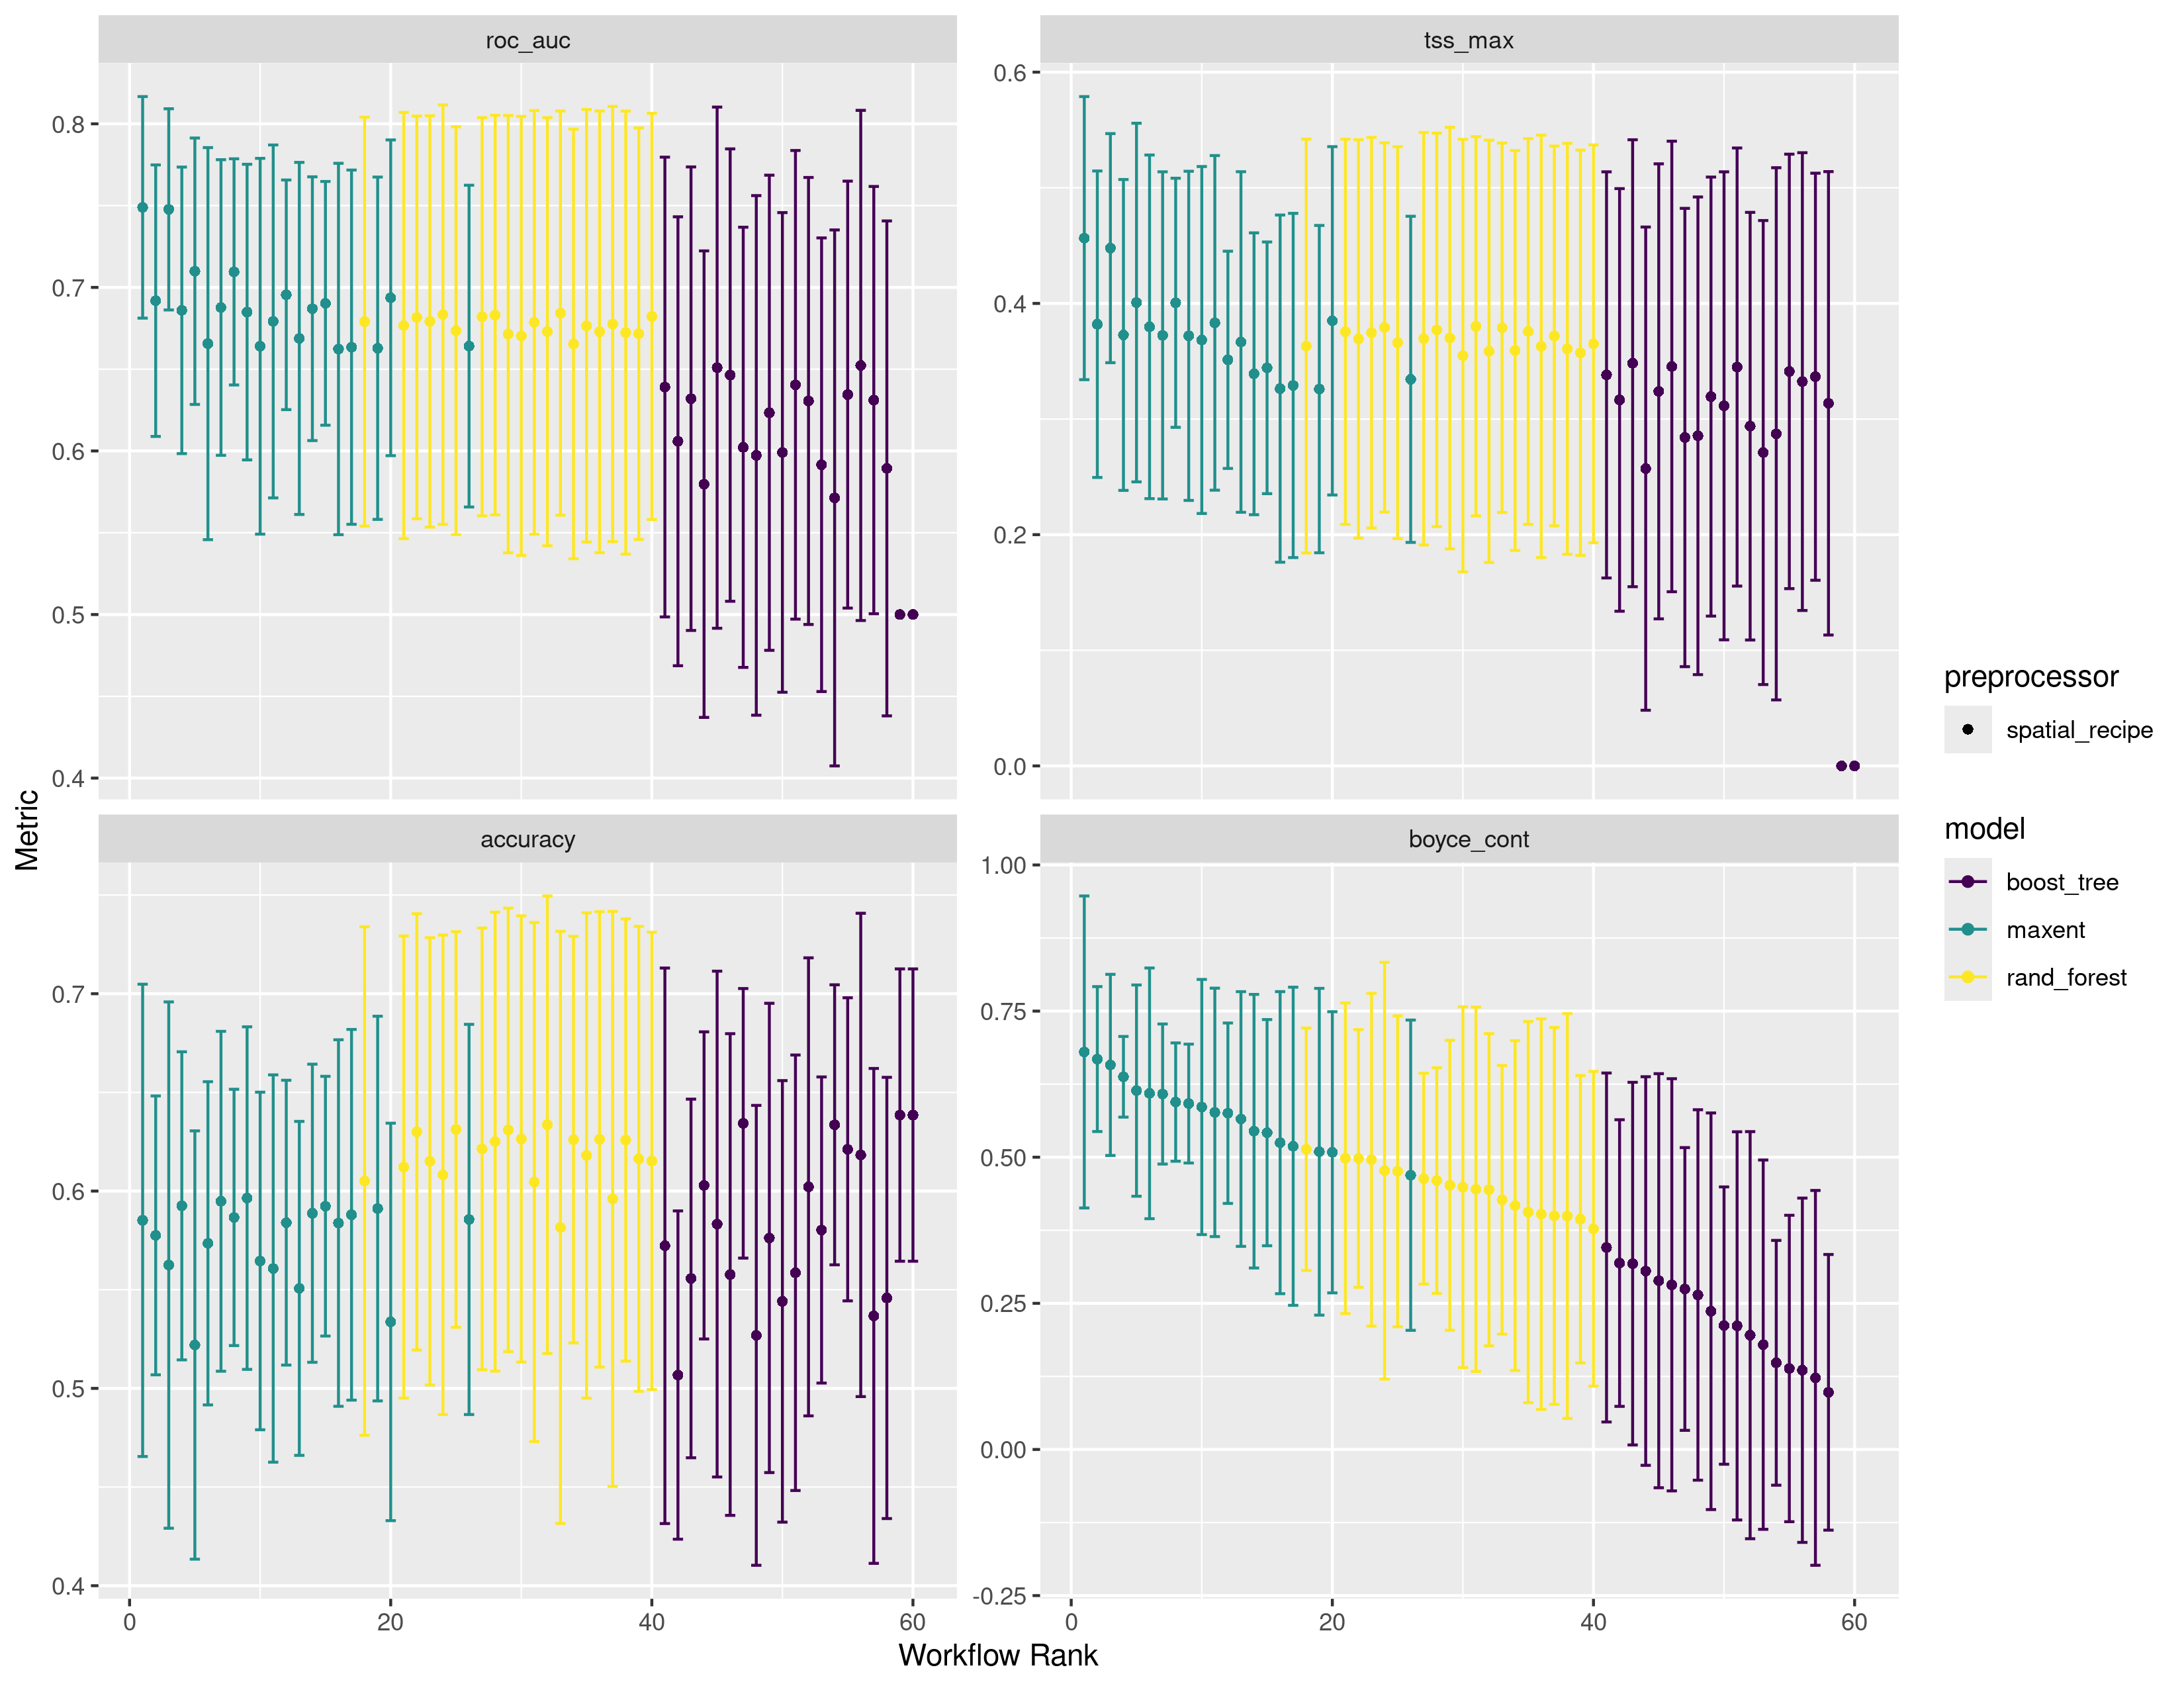 roc_auc
tss_max
0.8
0.7
0.6
0.5
0.4
0.6
0.4
0.2
0.0
accuracy
boyce_cont
0.7
0.6
0.5
0.4
1.00
0.75
0.50
0.25
0.00
-0.25
0 20 40 60
0 20 40 60
Metric
Workflow Rank
preprocessor
spatial_recipe
model
boost_tree
maxent
rand_forest